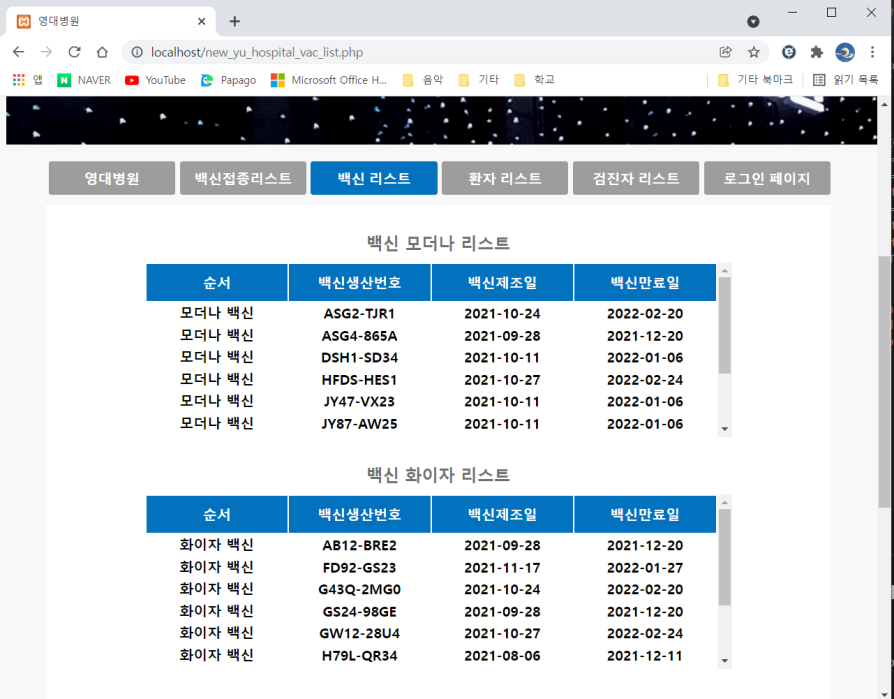 영대병원
localhost/new_yu_hospital_vac_list.php
앱 NAVER YouTube Papago Microsoft Office H... 음악 기타 학교 기타 북마크 읽기 목록
영대병원 백신접종리스트 백신 리스트 환자 리스트 검진자 리스트 로그인 페이지
백신 모더나 리스트
순서 백신생산번호 백신제조일 백신만료일
모더나 백신 ASG2-TJR1 2021-10-24 2022-02-20
모더나 백신 ASG4-865A 2021-09-28 2021-12-20
모더나 백신 DSH1-SD34 2021-10-11 2022-01-06
모더나 백신 HFDS-HES1 2021-10-27 2022-02-24
모더나 백신 JY47-VX23 2021-10-11 2022-01-06
모더나 백신 JY87-AW25 2021-10-11 2022-01-06
백신 화이자 리스트
순서 백신생산번호 백신제조일 백신만료일
화이자 백신 AB12-BRE2 2021-09-28 2021-12-20
화이자 백신 FD92-GS23 2021-11-17 2022-01-27
화이자 백신 G43Q-2MG0 2021-10-24 2022-02-20
화이자 백신 GS24-98GE 2021-09-28 2021-12-20
화이자 백신 GW12-28U4 2021-10-27 2022-02-24
화이자 백신 H79L-QR34 2021-08-06 2021-12-11